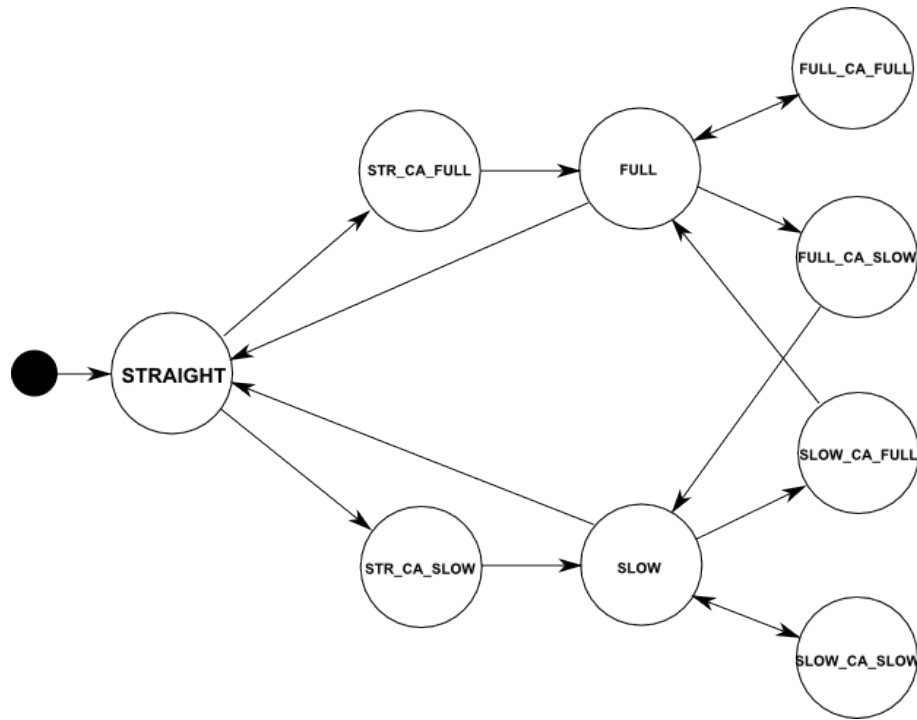 FULL_CA_FULL
STR_CA_FULL
FULL
FULL_CA_SLOW
STRAIGHT
SLOW_CA_FULL
STR_CA_SLOW
SLOW
SLOW_CA_SLOW